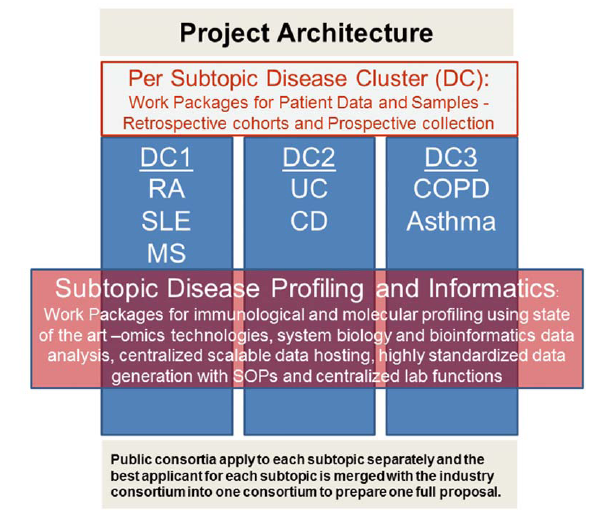 Project Architecture
Per Subtopic Disease Cluster (DC):
Work Packages for Patient Data and Samples -
Retrospective cohorts and Prospective collection
DC1
RA
SLE
MS
DC2
UC
CD
DC3
COPD
Asthma
Subtopic Disease Profiling and Informatics:
Work Packages for immunological and molecular profiling using state
of the art –omics technologies, system biology and bioinformatics data
analysis, centralized scalable data hosting, highly standardized data
generation with SOPs and centralized lab functions
Public consortia apply to each subtopic separately and the
best applicant for each subtopic is merged with the industry
consortium into one consortium to prepare one full proposal.